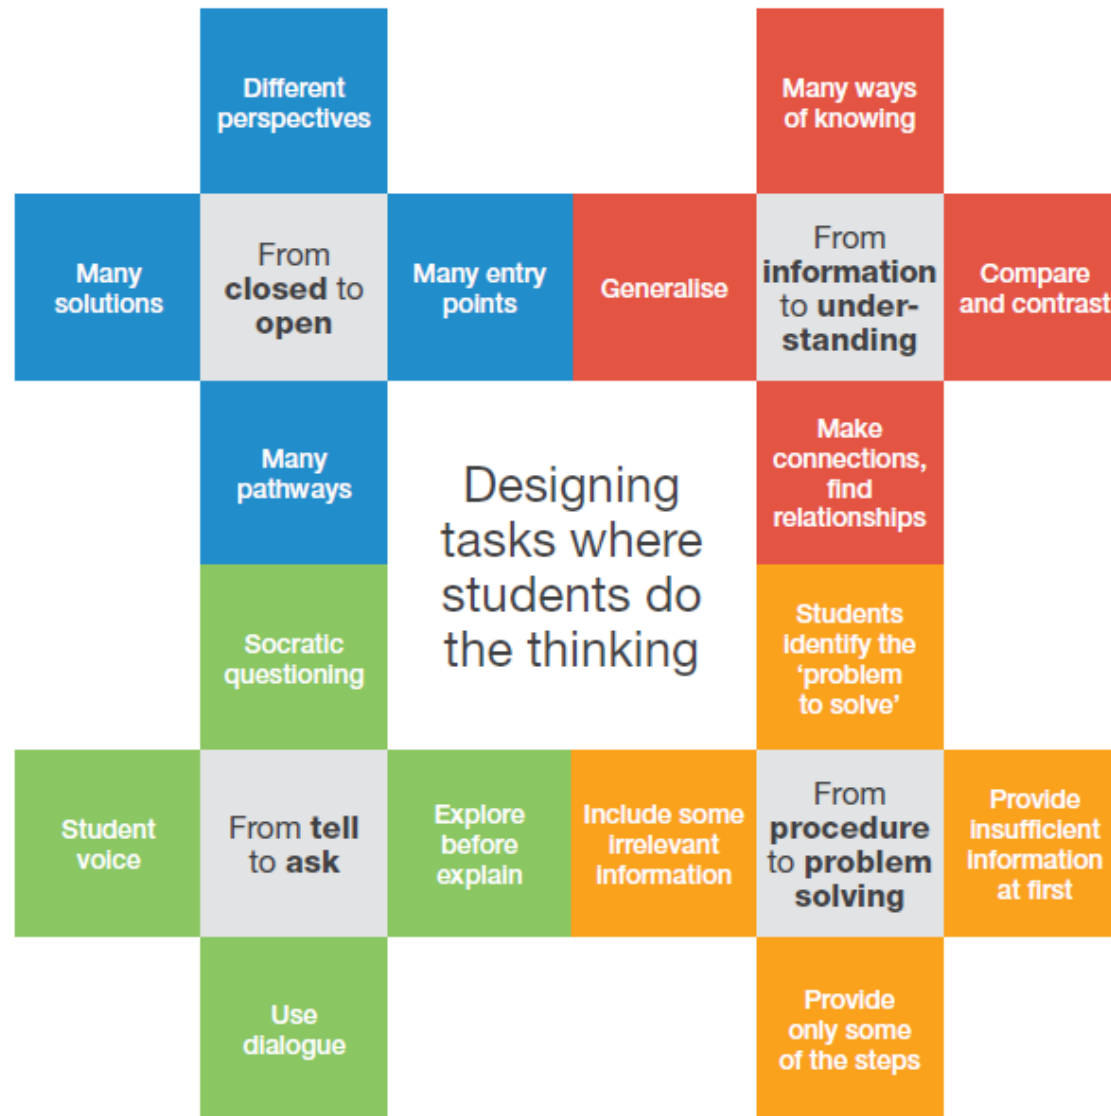 Different
perspectives
Many
solutions
From
closed to
open
Many entry
points
Many
pathways
Many ways
of knowing
Generalise
From
information
to under-
standing
Compare
and contrast
Make
connections,
find
relationships
Designing
tasks where
students do
the thinking
Socratic
questioning
Student
voice
From tell
to ask
Explore
before
explain
Use
dialogue
Students
identify the
‘problem
to solve’
Include some
irrelevant
information
From
procedure
to problem
solving
Provide
insufficient
information
at first
Provide
only some
of the steps